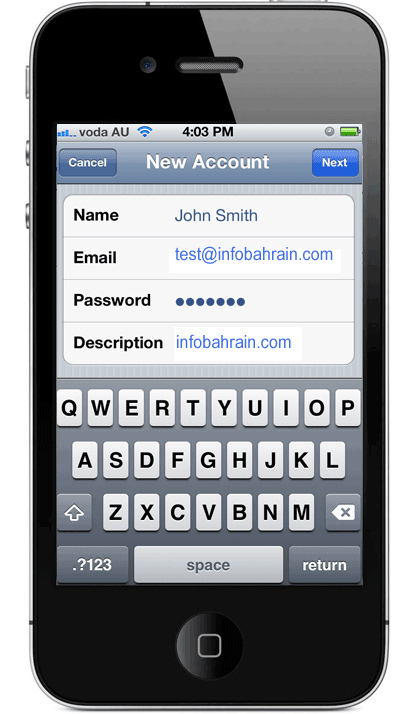 voda AU 4:03 PM
Cancel New Account Next
Name John Smith
Email test@infobahrain.com
Password •••••••
Description infobahrain.com
Q W E R T Y U I O P
A S D F G H J K L
Z X C V B N M
.?123 space return